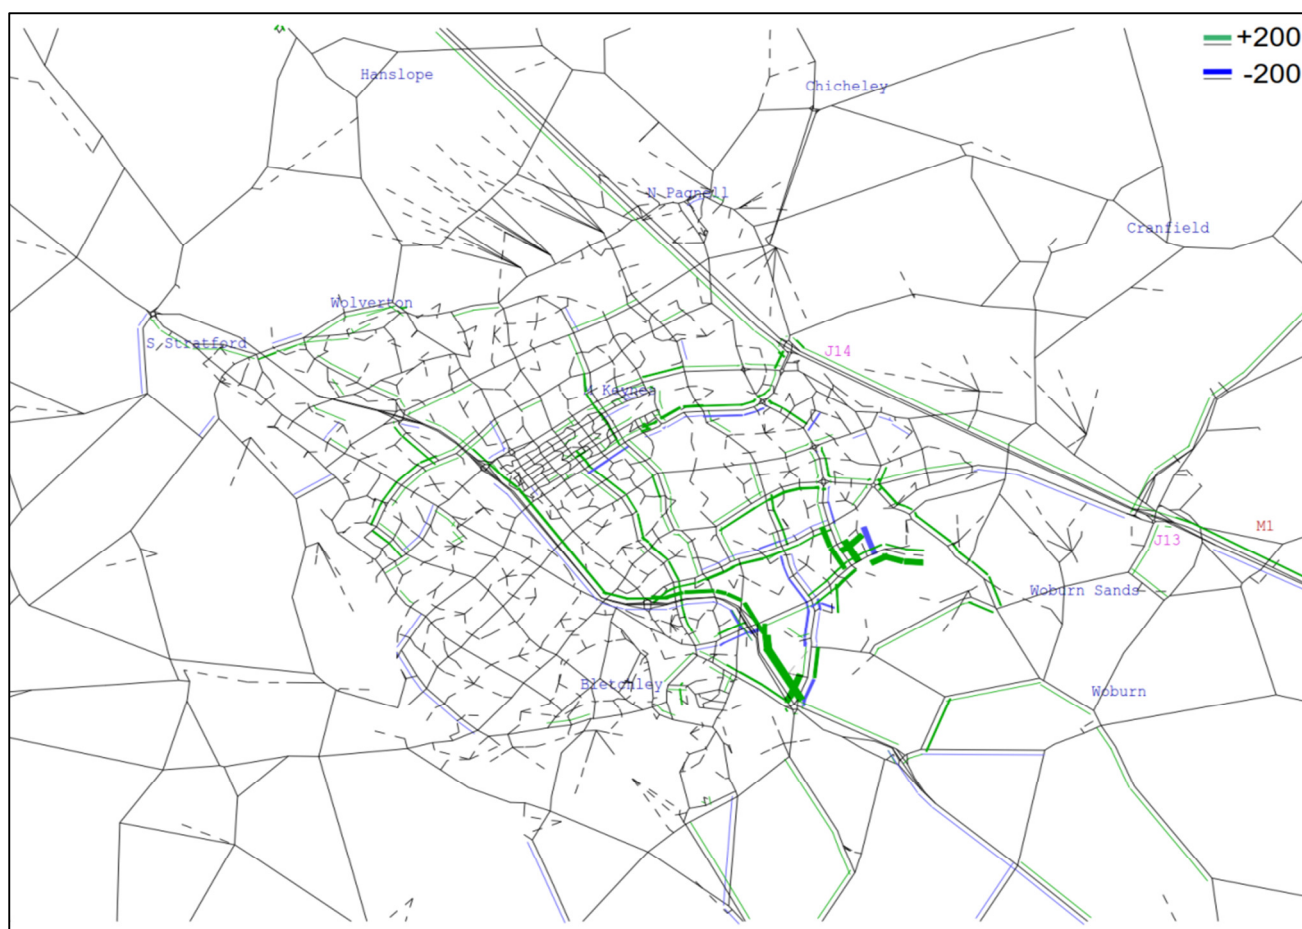 +200
-200
Hanslope
Chicheley
N Pagnell
Cranfield
Wolverton
S Stratford
J14
M Keynes
M1
J13
Woburn Sands
Bletchley
Woburn